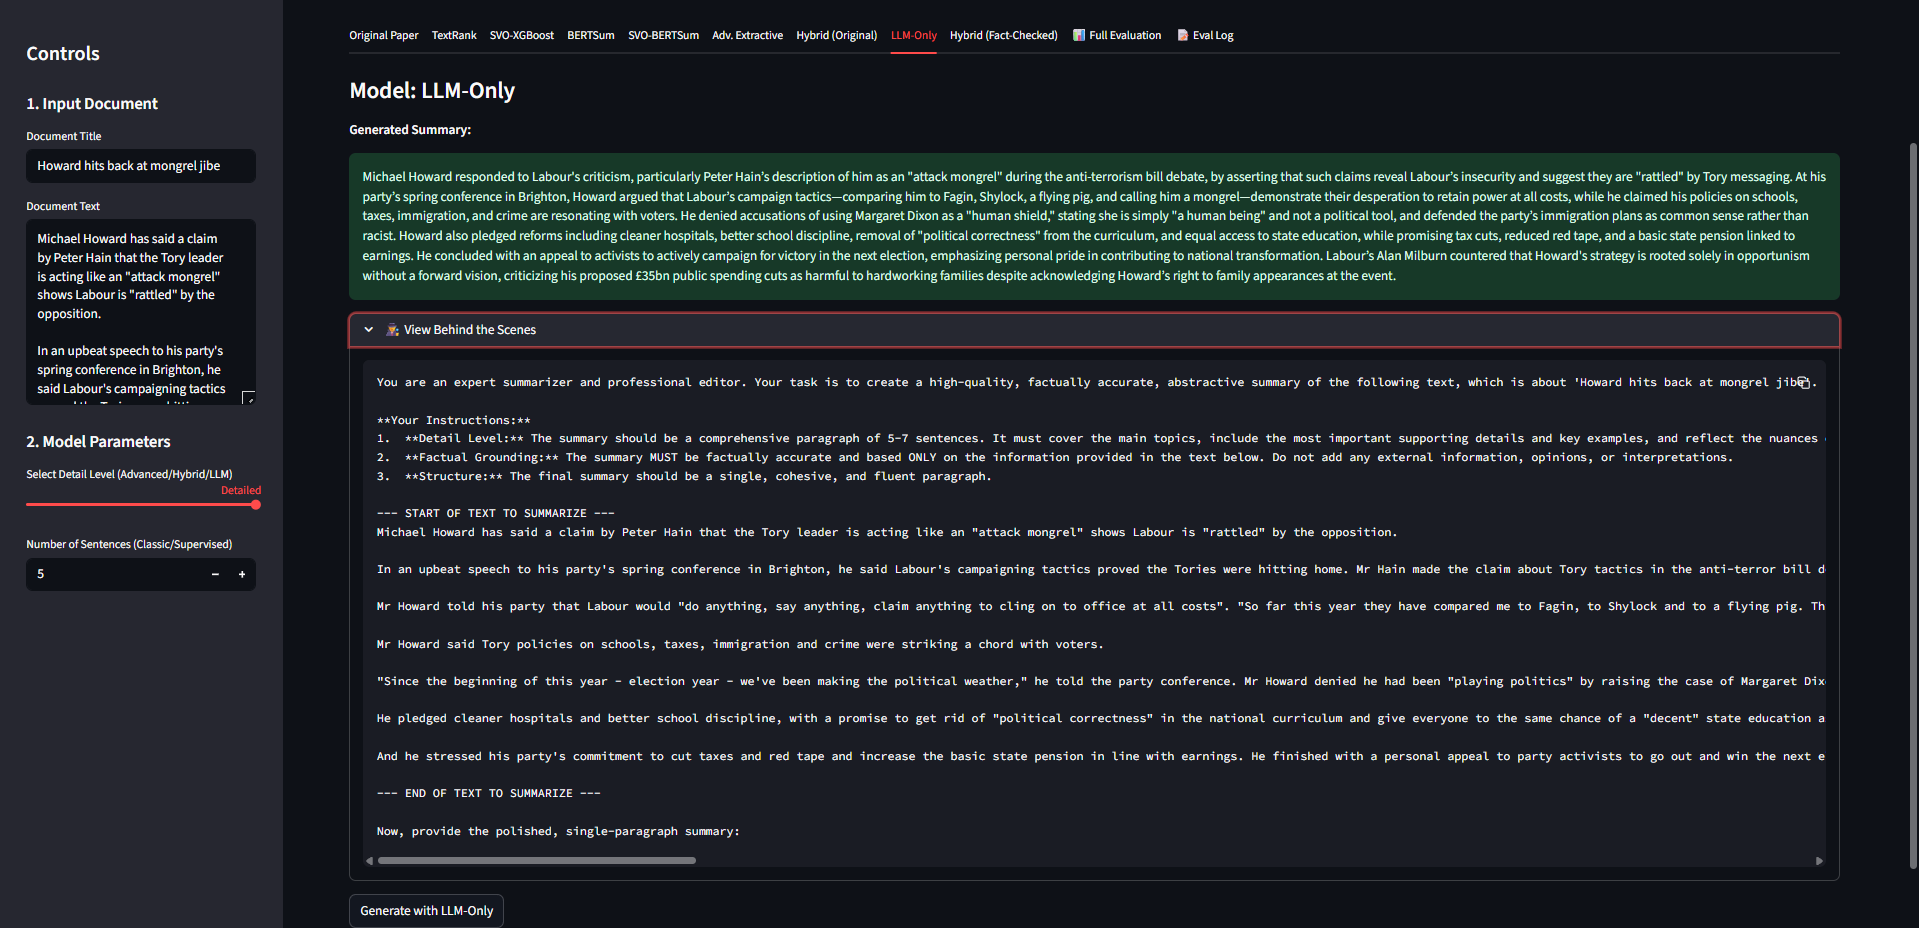 Controls
1. Input Document
Document Title
Howard hits back at mongrel jibe
Document Text
Michael Howard has said a claim
by Peter Hain that the Tory leader
is acting like an "attack mongrel"
shows Labour is "rattled" by the
opposition.
In an upbeat speech to his party's
spring conference in Brighton, he
said Labour's campaigning tactics
2. Model Parameters
Select Detail Level (Advanced/Hybrid/LLM)
Detailed
Number of Sentences (Classic/Supervised)
5
Original Paper TextRank SVO-XGBoost BERTSum SVO-BERTSum Adv. Extractive Hybrid (Original) LLM-Only Hybrid (Fact-Checked) Full Evaluation Eval Log
Model: LLM-Only
Generated Summary:
Michael Howard responded to Labour's criticism, particularly Peter Hain’s description of him as an "attack mongrel" during the anti-terrorism bill debate, by asserting that such claims reveal Labour’s insecurity and suggest they are "rattled" by Tory messaging. At his
party’s spring conference in Brighton, Howard argued that Labour’s campaign tactics—comparing him to Fagin, Shylock, a flying pig, and calling him a mongrel—demonstrate their desperation to retain power at all costs, while he claimed his policies on schools,
taxes, immigration, and crime are resonating with voters. He denied accusations of using Margaret Dixon as a "human shield," stating she is simply "a human being" and not a political tool, and defended the party’s immigration plans as common sense rather than
racist. Howard also pledged reforms including cleaner hospitals, better school discipline, removal of "political correctness" from the curriculum, and equal access to state education, while promising tax cuts, reduced red tape, and a basic state pension linked to
earnings. He concluded with an appeal to activists to actively campaign for victory in the next election, emphasizing personal pride in contributing to national transformation. Labour’s Alan Milburn countered that Howard's strategy is rooted solely in opportunism
without a forward vision, criticizing his proposed £35bn public spending cuts as harmful to hardworking families despite acknowledging Howard’s right to family appearances at the event.
View Behind the Scenes
You are an expert summarizer and professional editor. Your task is to create a high-quality, factually accurate, abstractive summary of the following text, which is about 'Howard hits back at mongrel jibe'.
**Your Instructions:**
1. **Detail Level:** The summary should be a comprehensive paragraph of 5-7 sentences. It must cover the main topics, include the most important supporting details and key examples, and reflect the nuances
2. **Factual Grounding:** The summary MUST be factually accurate and based ONLY on the information provided in the text below. Do not add any external information, opinions, or interpretations.
3. **Structure:** The final summary should be a single, cohesive, and fluent paragraph.
--- START OF TEXT TO SUMMARIZE ---
Michael Howard has said a claim by Peter Hain that the Tory leader is acting like an "attack mongrel" shows Labour is "rattled" by the opposition.
In an upbeat speech to his party's spring conference in Brighton, he said Labour's campaigning tactics proved the Tories were hitting home. Mr Hain made the claim about Tory tactics in the anti-terror bill d
Mr Howard told his party that Labour would "do anything, say anything, claim anything to cling on to office at all costs". "So far this year they have compared me to Fagin, to Shylock and to a flying pig. Th
Mr Howard said Tory policies on schools, taxes, immigration and crime were striking a chord with voters.
"Since the beginning of this year - election year - we've been making the political weather," he told the party conference. Mr Howard denied he had been "playing politics" by raising the case of Margaret Dix
He pledged cleaner hospitals and better school discipline, with a promise to get rid of "political correctness" in the national curriculum and give everyone to the same chance of a "decent" state education a
And he stressed his party's commitment to cut taxes and red tape and increase the basic state pension in line with earnings. He finished with a personal appeal to party activists to go out and win the next e
--- END OF TEXT TO SUMMARIZE ---
Now, provide the polished, single-paragraph summary:
Generate with LLM-Only